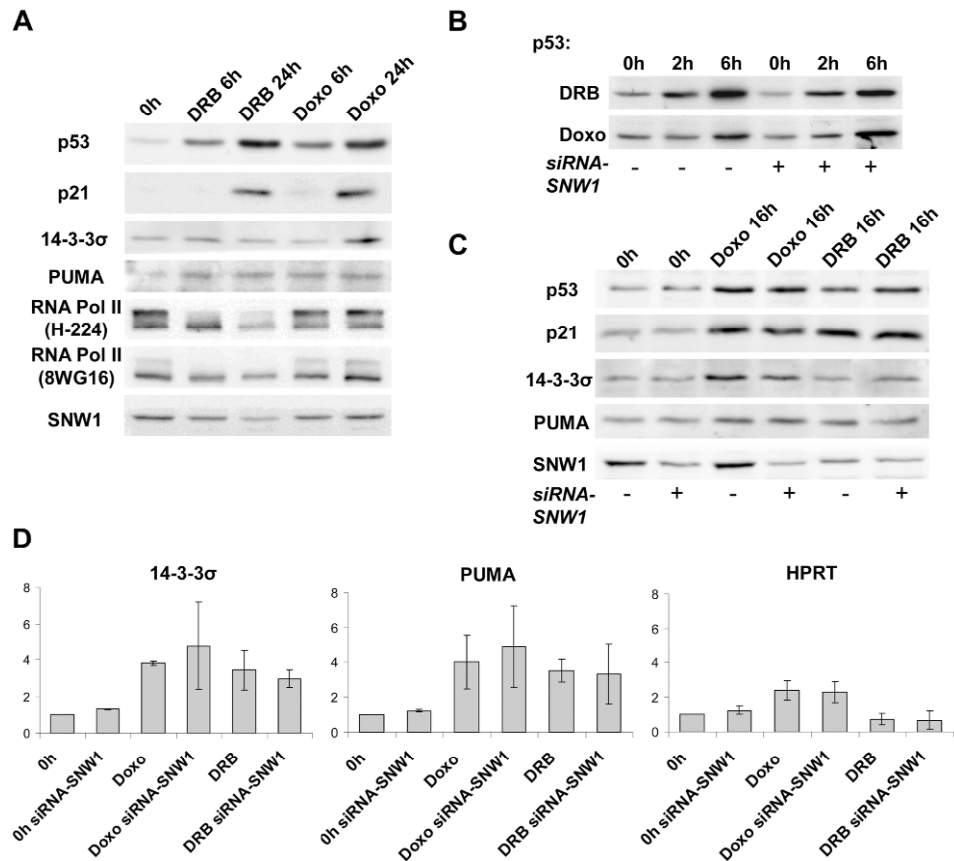 A
0h
DRB 6h
DRB 24h
Doxo 6h
Doxo 24h
p53
p21
14-3-3σ
PUMA
RNA Pol II
(H-224)
RNA Pol II
(8WG16)
SNW1
B
p53:
0h 2h 6h 0h 2h 6h
DRB
Doxo
siRNA- - - - + + +
SNW1
C
0h
0h
Doxo 16h
Doxo 16h
DRB 16h
DRB 16h
p53
p21
14-3-3σ
PUMA
SNW1
siRNA- - + - + - +
SNW1
D
14-3-3σ
8
6
4
2
0
0h
0h siRNA-SNW1
Doxo
Doxo siRNA-SNW1
DRB
DRB siRNA-SNW1
PUMA
8
6
4
2
0
0h
0h siRNA-SNW1
Doxo
Doxo siRNA-SNW1
DRB
DRB siRNA-SNW1
HPRT
8
6
4
2
0
0h
0h siRNA-SNW1
Doxo
Doxo siRNA-SNW1
DRB
DRB siRNA-SNW1